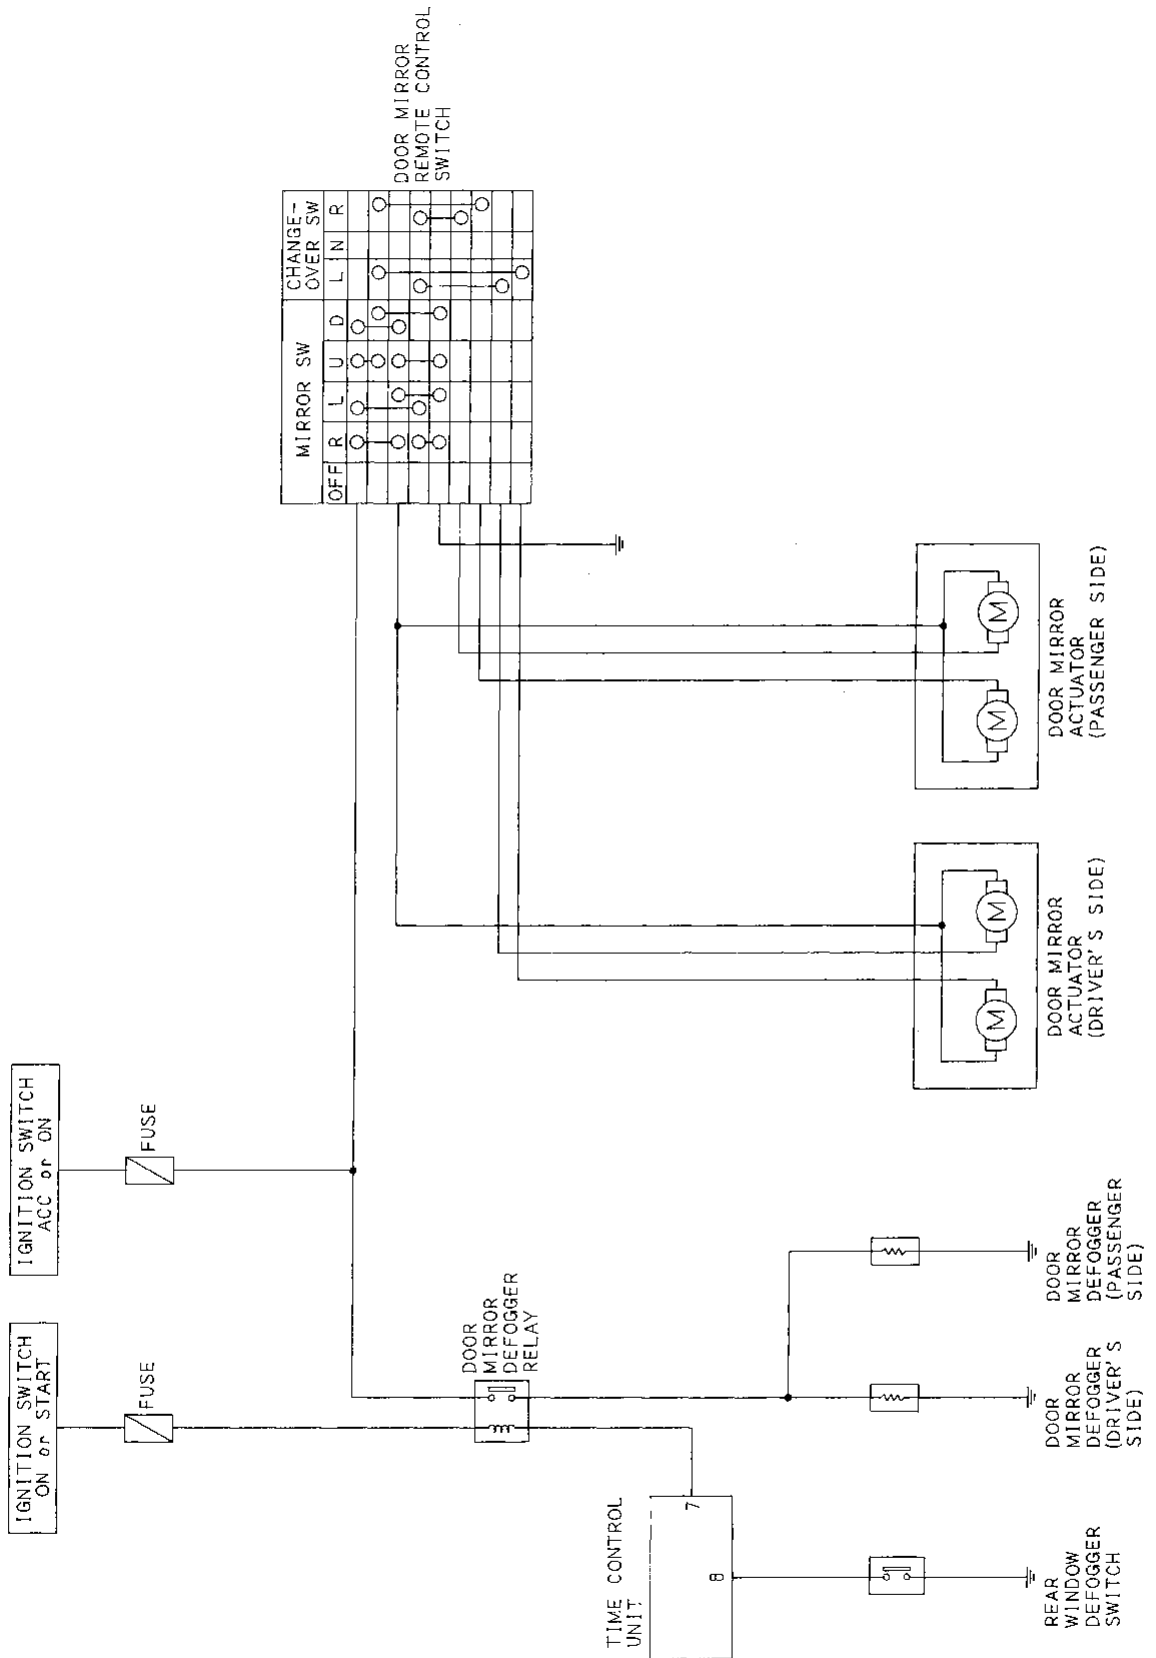 IGNITION SWITCH
ON or START
FUSE
IGNITION SWITCH
ACC or ON
FUSE
DOOR
MIRROR
DEFOGGER
RELAY
TIME CONTROL
UNIT
7
8
REAR
WINDOW
DEFOGGER
SWITCH
DOOR
MIRROR
DEFOGGER
(DRIVER'S
SIDE)
DOOR
MIRROR
DEFOGGER
(PASSENGER
SIDE)
M
M
DOOR MIRROR
ACTUATOR
(DRIVER'S SIDE)
M
M
DOOR MIRROR
ACTUATOR
(PASSENGER SIDE)
MIRROR SW
CHANGE-
OVER SW
OFF R L U D L N R
DOOR MIRROR
REMOTE CONTROL
SWITCH